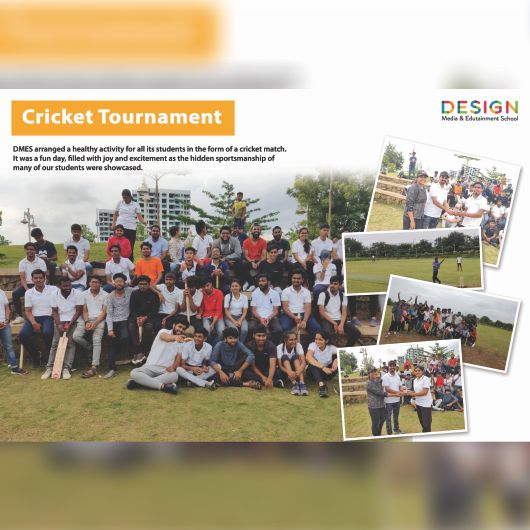 Cricket Tournament
DESIGN
Media & Edutainment School
DMES arranged a healthy activity for all its students in the form of a cricket match.
It was a fun day, filled with joy and excitement as the hidden sportsmanship of
many of our students were showcased.